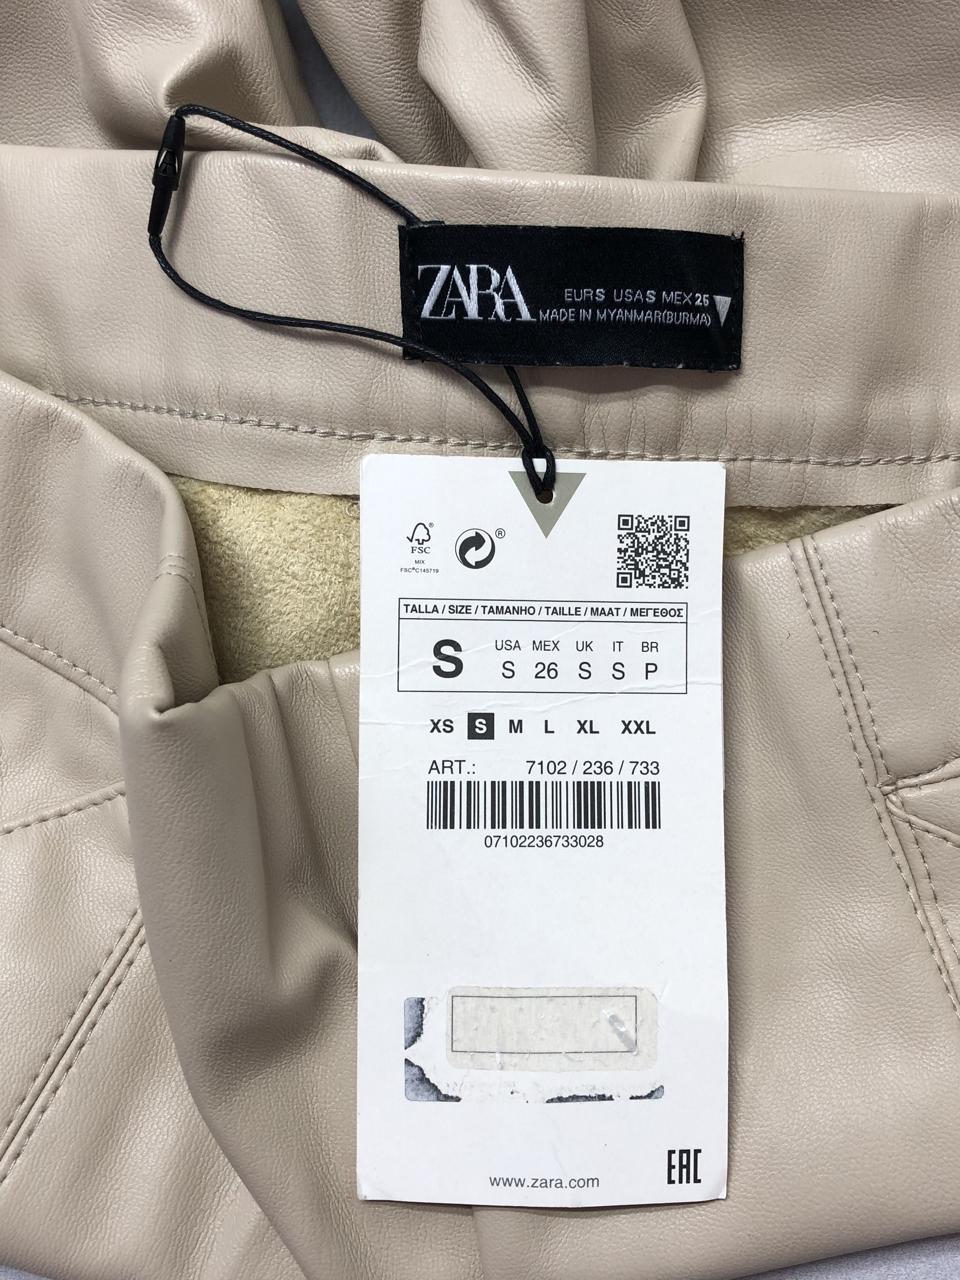 ZARA
EUR S USA S MEX 26
MADE IN MYANMAR(BURMA)
FSC®
MIX
FSC®C145719
®
TALLA / SIZE / TAMANHO / TAILLE / MAAT / ΜΕΓΕΘΟΣ
S
USA MEX UK IT BR
S 26 S S P
XS S M L XL XXL
ART.: 7102 / 236 / 733
07102236733028
www.zara.com
EAC